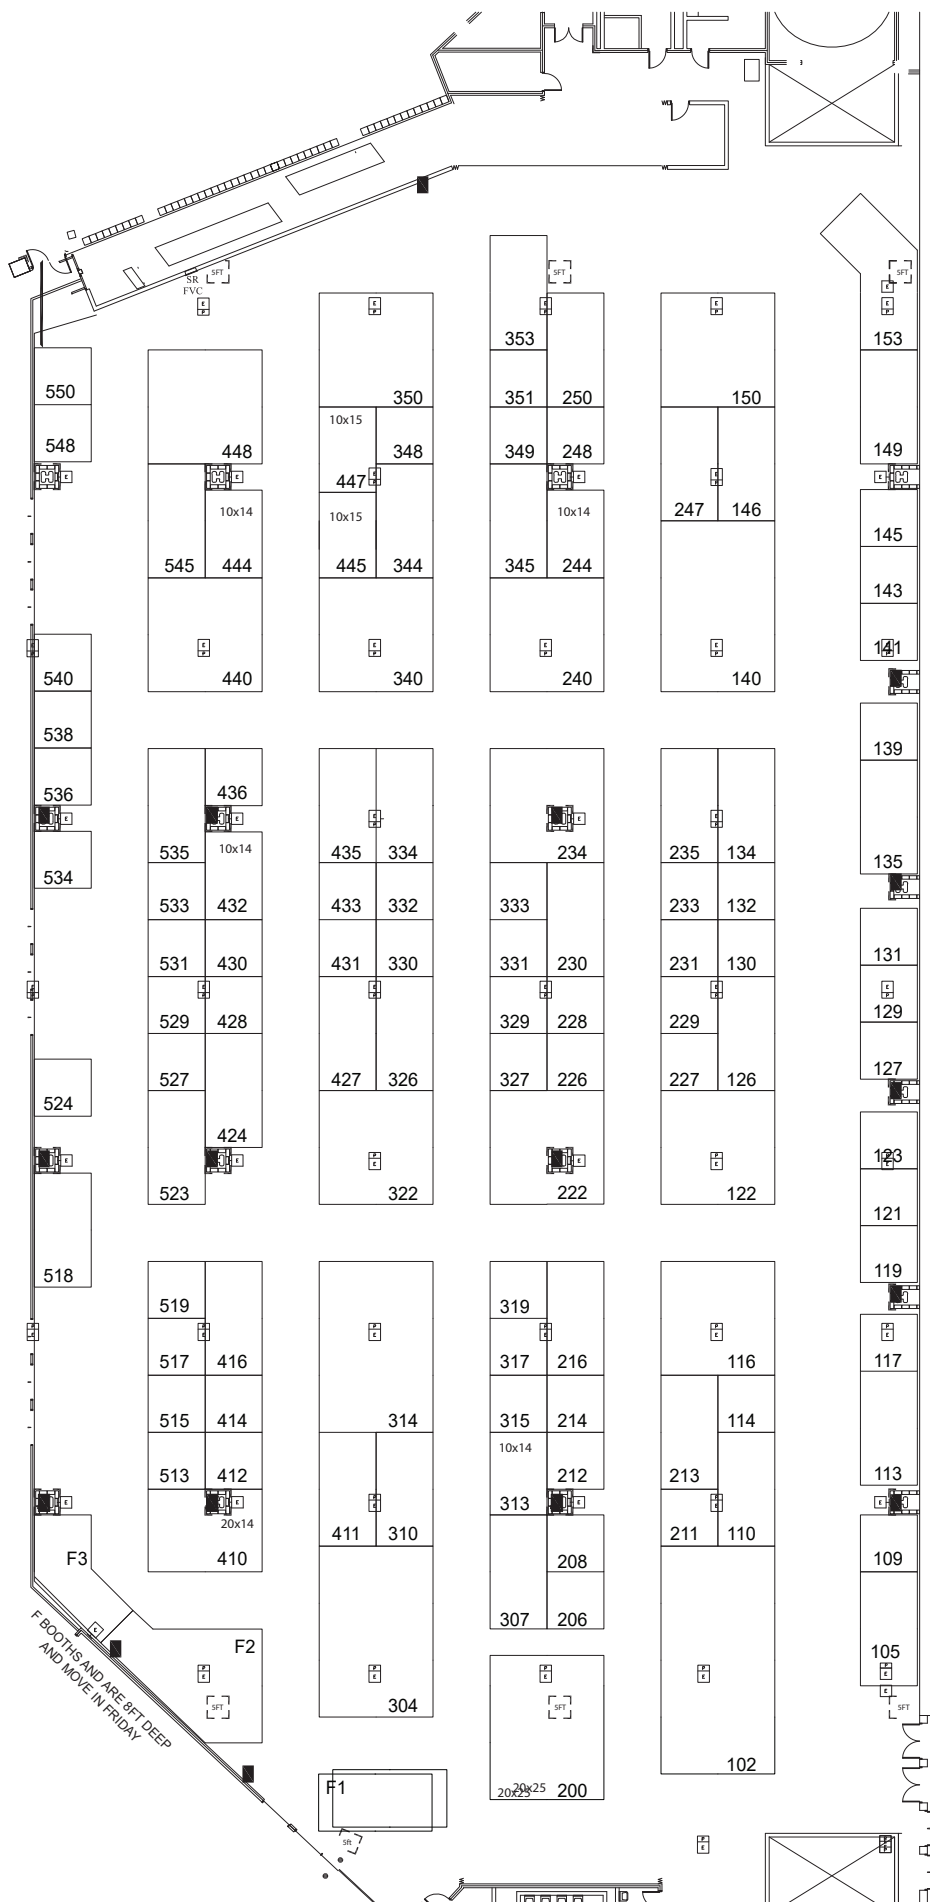 5FT
5FT
5FT
SR
FVC
E
E
P
E
P
E
P
E
P
E
P
153
353
550
350
351
250
150
10x15
548
448
348
349
248
149
E
E
P
E
E
P
E
447
10x14
10x15
10x14
247
146
545
444
445
344
345
244
145
143
E
P
E
P
E
P
E
P
E
P
141
E
P
540
440
340
240
140
538
139
536
436
E
E
E
P
E
E
P
10x14
535
435
334
234
235
134
135
534
533
432
433
332
333
233
132
531
430
431
330
331
230
231
130
131
E
P
E
P
E
P
E
P
E
P
E
P
129
529
428
329
228
229
527
427
326
327
226
227
126
127
524
424
E
E
P
E
E
P
E
123
P
E
523
322
222
122
121
518
119
519
319
P
E
P
E
P
E
P
E
P
E
P
E
517
416
317
216
116
117
515
414
314
315
214
114
10x14
513
412
212
213
113
E
E
E
P
313
E
E
P
E
20x14
411
310
211
110
F3
410
208
109
E
307
206
F2
105
P
E
P
E
P
E
P
E
P
E
E
F BOOTHS AND ARE 8FT DEEP
AND MOVE IN FRIDAY
5FT
304
5FT
5FT
102
F1
20x25
20x25
200
5ft
P
E
P
E